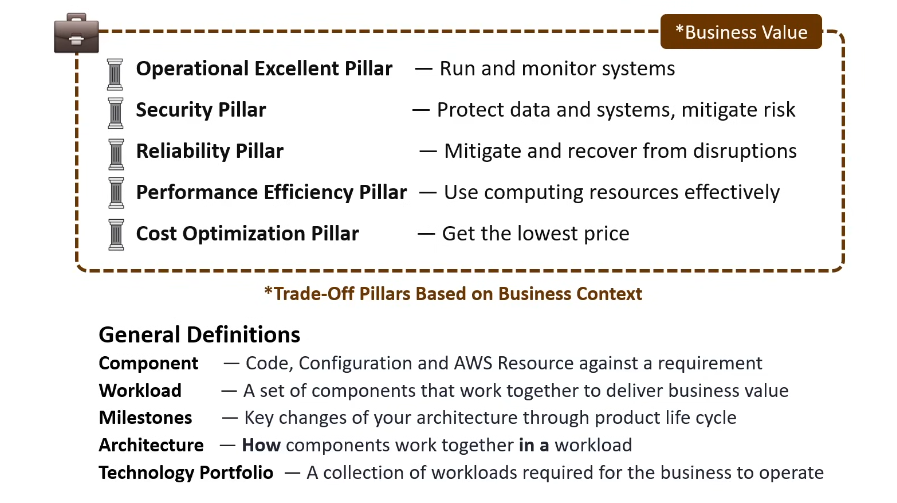 *Business Value
Operational Excellent Pillar — Run and monitor systems
Security Pillar — Protect data and systems, mitigate risk
Reliability Pillar — Mitigate and recover from disruptions
Performance Efficiency Pillar — Use computing resources effectively
Cost Optimization Pillar — Get the lowest price
*Trade-Off Pillars Based on Business Context
General Definitions
Component — Code, Configuration and AWS Resource against a requirement
Workload — A set of components that work together to deliver business value
Milestones — Key changes of your architecture through product life cycle
Architecture — How components work together in a workload
Technology Portfolio — A collection of workloads required for the business to operate